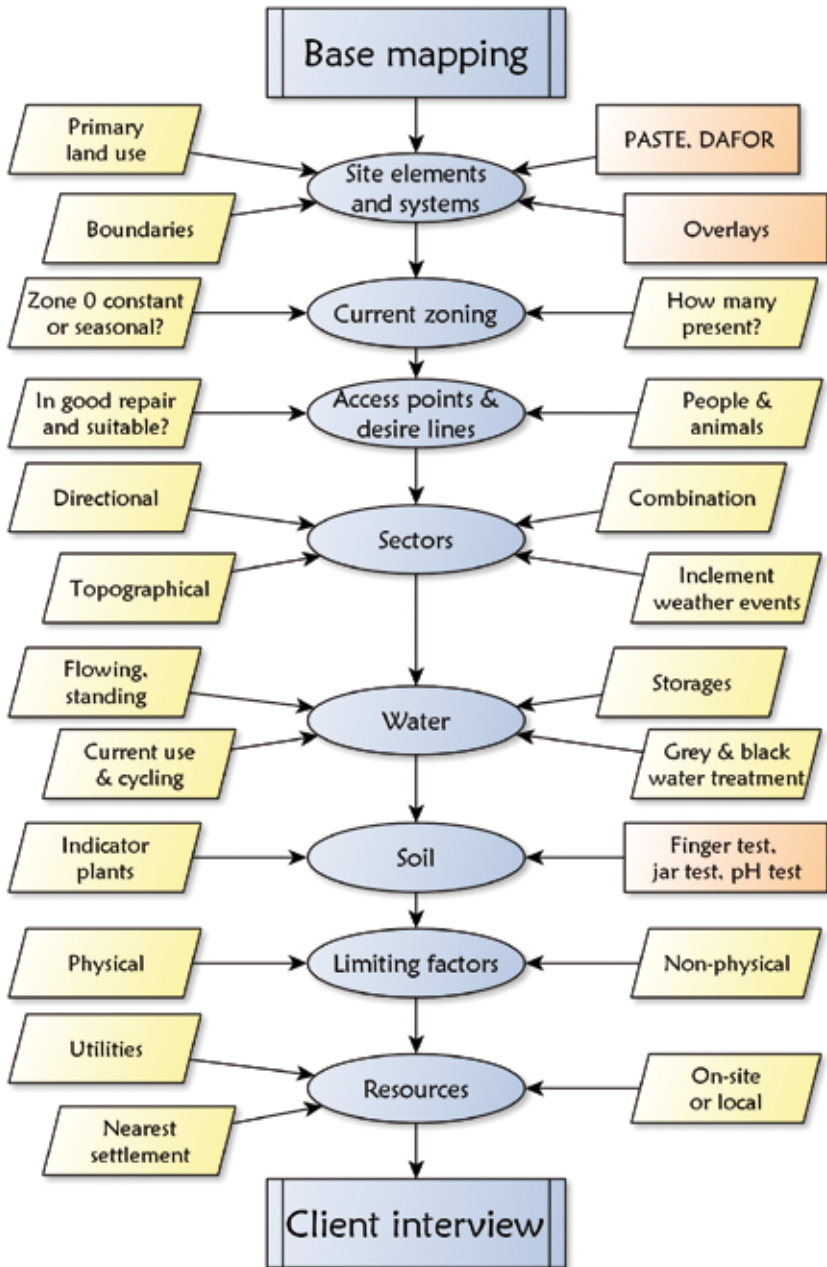 Base mapping
Primary
land use
PASTE, DAFOR
Site elements
and systems
Boundaries
Overlays
Zone 0 constant
or seasonal?
Current zoning
How many
present?
In good repair
and suitable?
Access points &
desire lines
People &
animals
Directional
Combination
Sectors
Topographical
Inclement
weather events
Flowing,
standing
Storages
Water
Current use
& cycling
Grey & black
water treatment
Indicator
plants
Soil
Finger test,
jar test, pH test
Physical
Limiting factors
Non-physical
Utilities
Resources
On-site
or local
Nearest
settlement
Client interview